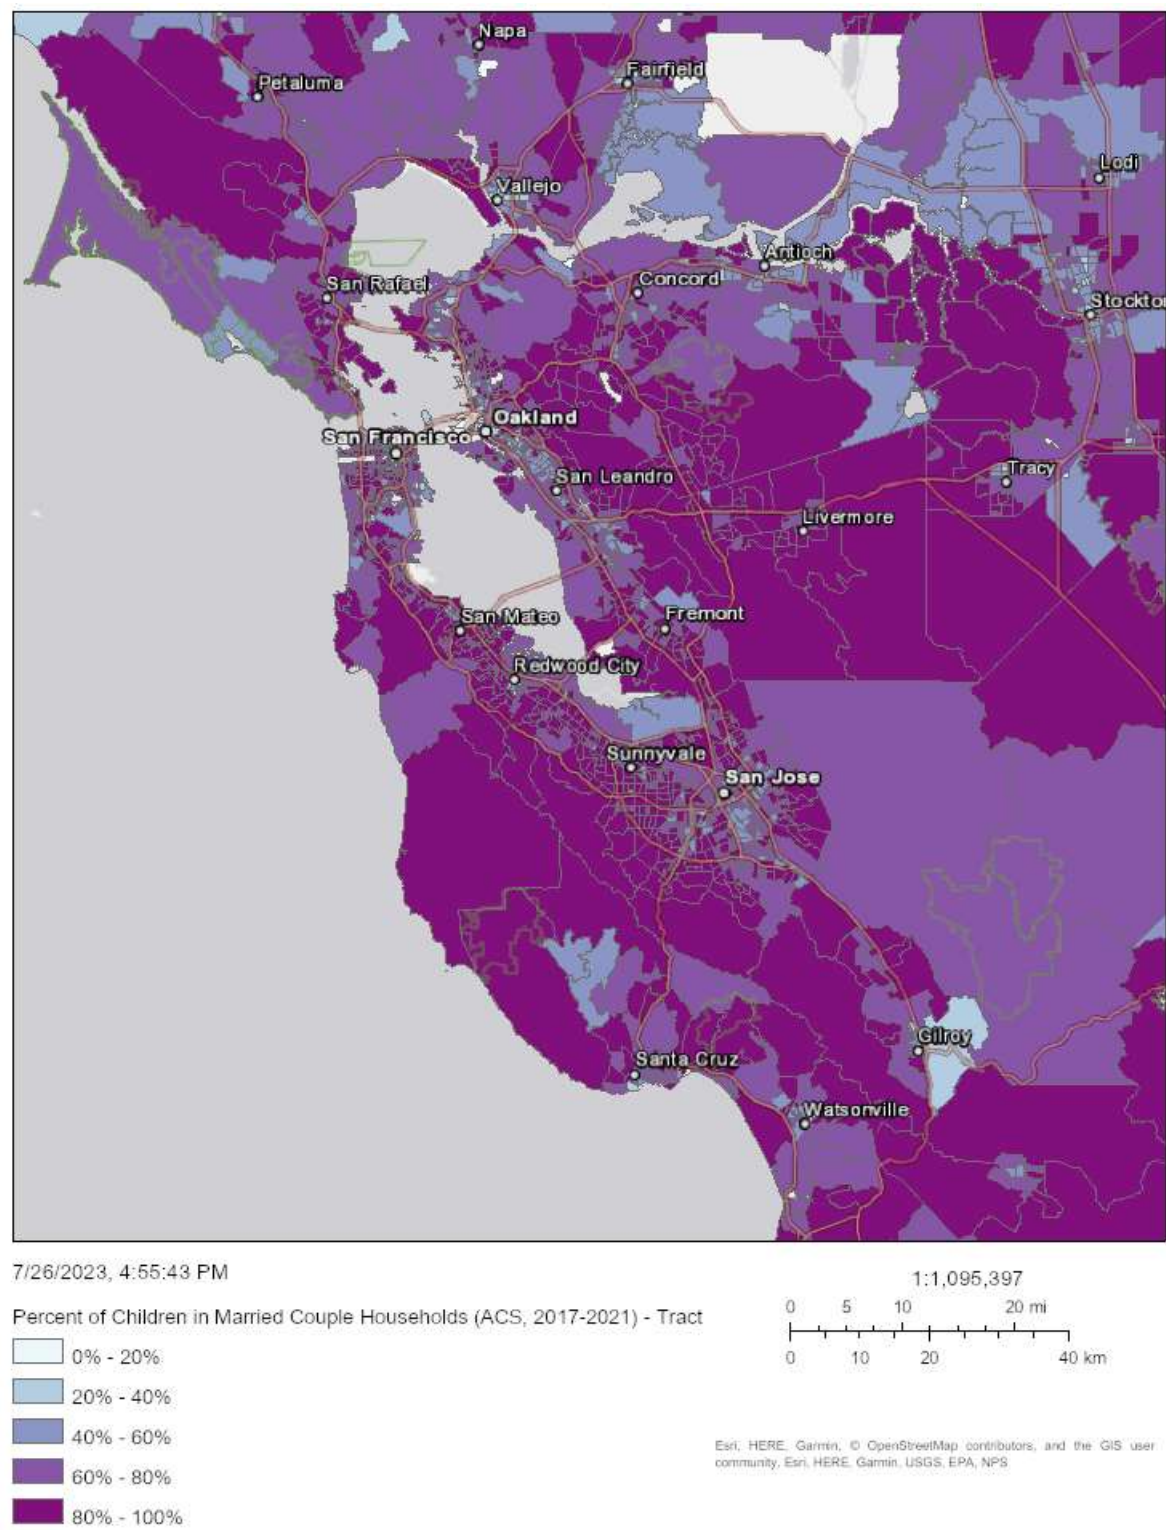 Napa
Petaluma
Fairfield
Lodi
Vallejo
Antioch
San Rafael
Concord
Stockton
Oakland
San Francisco
San Leandro
Tracy
Livermore
San Mateo
Fremont
Redwood City
Sunnyvale
San Jose
Gilroy
Santa Cruz
Watsonville
7/26/2023, 4:55:43 PM
1:1,095,397
0 5 10 20 mi
0 10 20 40 km
Percent of Children in Married Couple Households (ACS, 2017-2021) - Tract
0% - 20%
20% - 40%
40% - 60%
60% - 80%
80% - 100%
Esri, HERE, Garmin, © OpenStreetMap contributors, and the GIS user
community, Esri, HERE, Garmin, USGS, EPA, NPS